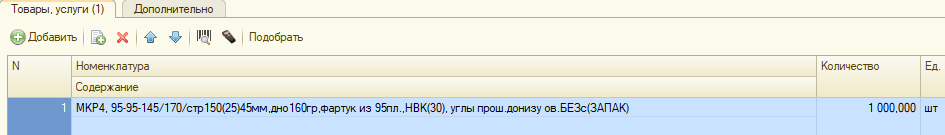 Товары, услуги (1) Дополнительно
Добавить Подобрать
N Номенклатура Количество Ед.
Содержание
1 МКР4, 95-95-145/170/стр150(25)45мм,дно160гр,фартук из 95пл.,НВК(30), углы прош.донизу ов.БЕЗс(ЗАПАК) 1 000,000 шт